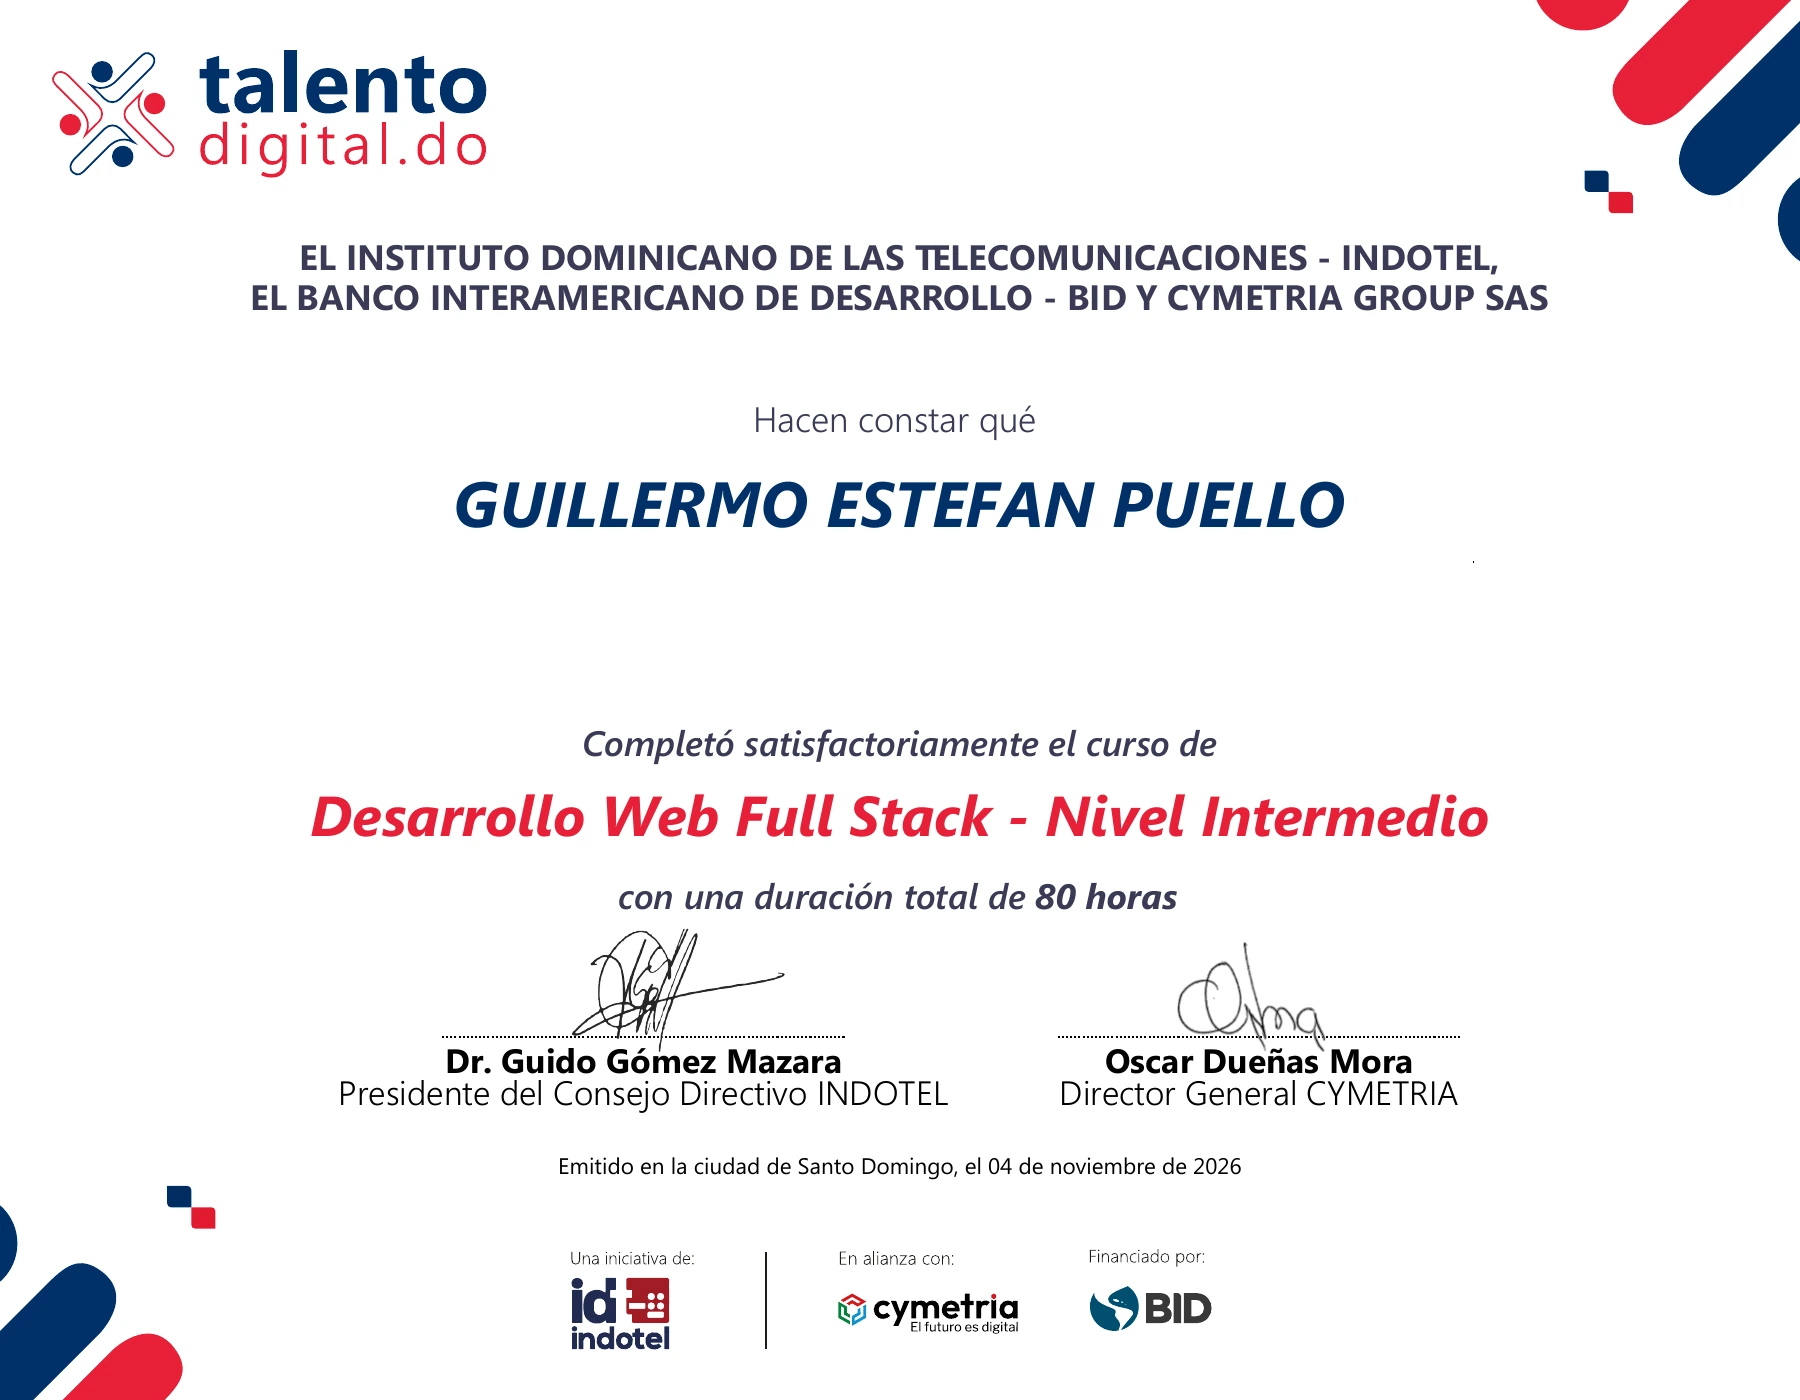 talento
digital.do
EL INSTITUTO DOMINICANO DE LAS TELECOMUNICACIONES - INDOTEL,
EL BANCO INTERAMERICANO DE DESARROLLO - BID Y CYMETRIA GROUP SAS
Hacen constar qué
GUILLERMO ESTEFAN PUELLO
Completó satisfactoriamente el curso de
Desarrollo Web Full Stack - Nivel Intermedio
con una duración total de 80 horas
Dr. Guido Gómez Mazara
Presidente del Consejo Directivo INDOTEL
Oscar Dueñas Mora
Director General CYMETRIA
Emitido en la ciudad de Santo Domingo, el 04 de noviembre de 2026
Una iniciativa de:
indotel
En alianza con:
cymetria
El futuro es digital
Financiado por:
BID